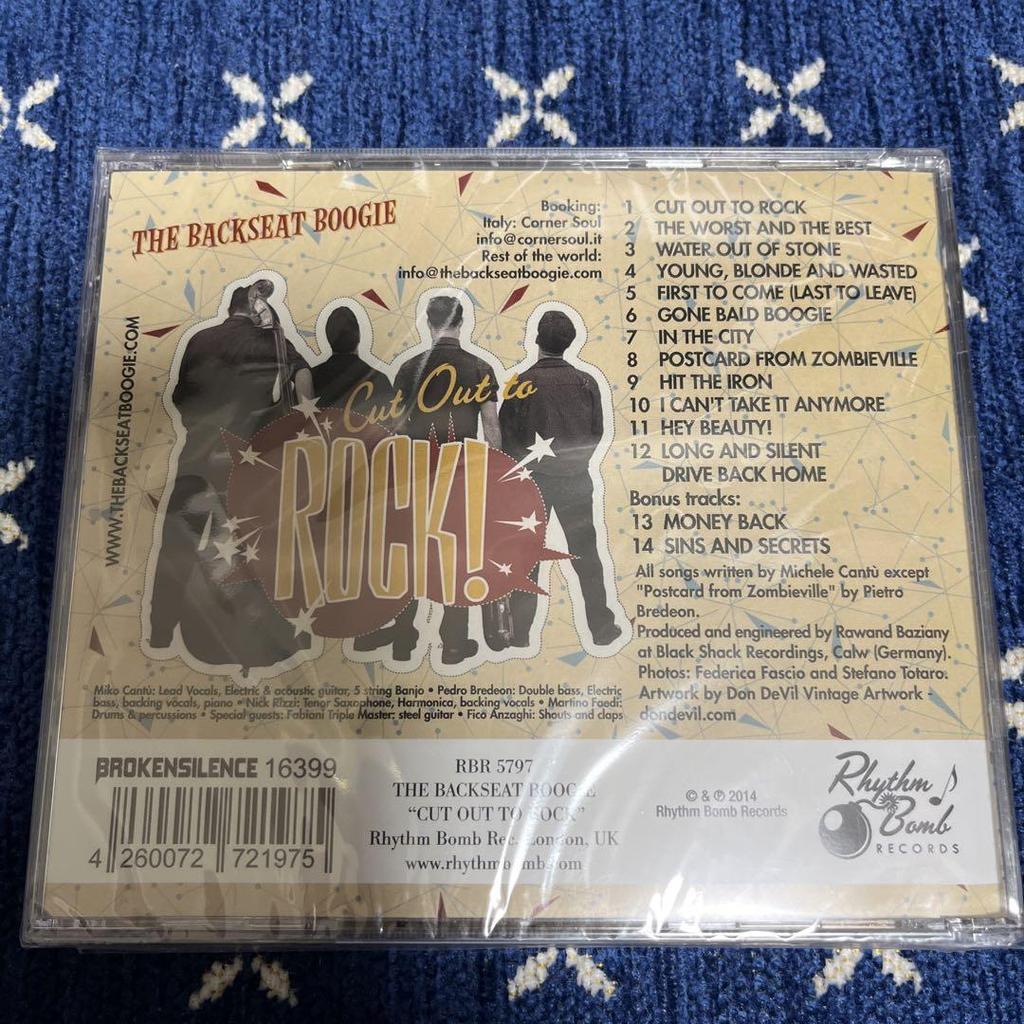 THE BACKSEAT BOOGIE
Booking:
Italy: Corner Soul
info@cornersoul.it
Rest of the world:
info@thebackseatboogie.com
WWW.THEBACKSEATBOOGIE.COM
Cut Out to
ROCK!
1 CUT OUT TO ROCK
2 THE WORST AND THE BEST
3 WATER OUT OF STONE
4 YOUNG, BLONDE AND WASTED
5 FIRST TO COME (LAST TO LEAVE)
6 GONE BALD BOOGIE
7 IN THE CITY
8 POSTCARD FROM ZOMBIEVILLE
9 HIT THE IRON
10 I CAN'T TAKE IT ANYMORE
11 HEY BEAUTY!
12 LONG AND SILENT
DRIVE BACK HOME
Bonus tracks:
13 MONEY BACK
14 SINS AND SECRETS
All songs written by Michele Cantù except
"Postcard from Zombieville" by Pietro
Bredeon.
Produced and engineered by Rawand Baziany
at Black Shack Recordings, Calw (Germany).
Photos: Federica Fascio and Stefano Totaro.
Artwork by Don DeVil Vintage Artwork -
dondevil.com
Miko Cantù: Lead Vocals, Electric & acoustic guitar, 5 string Banjo • Pedro Bredeon: Double bass, Electric
bass, backing vocals, piano • Nick Rizzi: Tenor Saxophone, Harmonica, backing vocals • Martino Faedi:
Drums & percussions • Special guests: Fabiani Triple Master: steel guitar • Fico Anzaghi: Shouts and claps
BROKENSILENCE 16399
4 260072 721975
RBR 5797
THE BACKSEAT BOOGIE
“CUT OUT TO ROCK”
Rhythm Bomb Rec. London, UK
www.rhythmbomb.com
© & ℗ 2014
Rhythm Bomb Records
Rhythm
Bomb
RECORDS